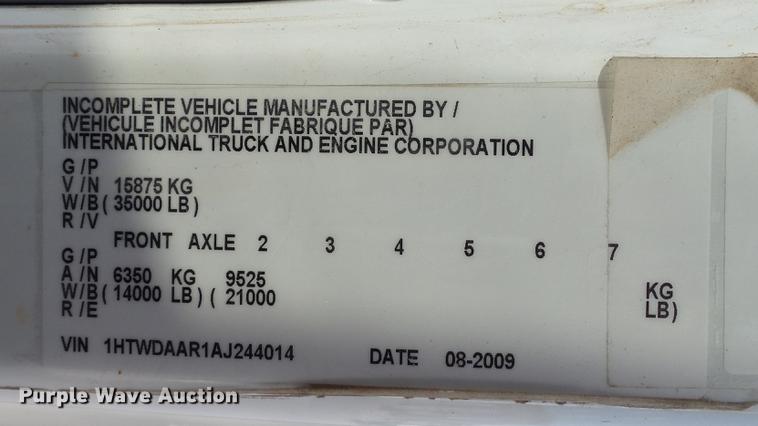 INCOMPLETE VEHICLE MANUFACTURED BY /
(VEHICULE INCOMPLET FABRIQUE PAR)
INTERNATIONAL TRUCK AND ENGINE CORPORATION
G / P
V / N 15875 KG
W / B ( 35000 LB )
R / V
FRONT AXLE 2 3 4 5 6 7
G / P
A / N 6350 KG 9525 KG
W / B ( 14000 LB ) ( 21000 LB)
R / E
VIN 1HTWDAAR1AJ244014 DATE 08-2009
Purple Wave Auction